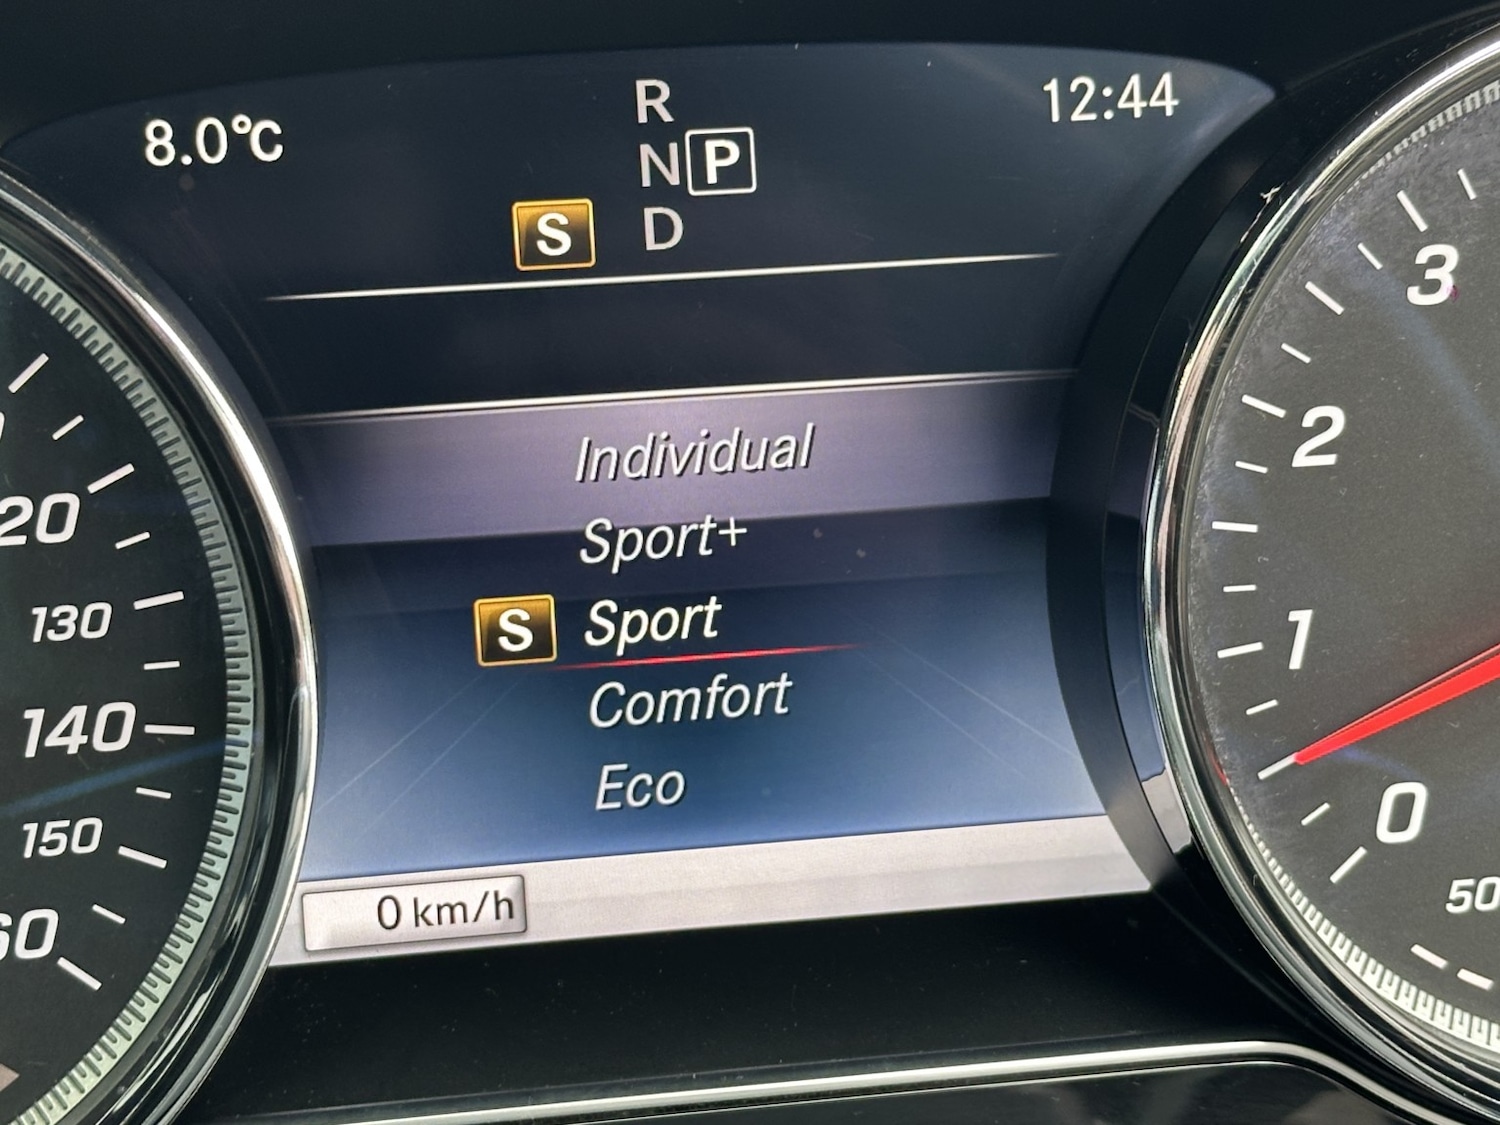 8.0°C
R
12:44
N P
S D
Individual
Sport+
S Sport
Comfort
Eco
0 km/h
20
130
140
150
60
3
2
1
0
50